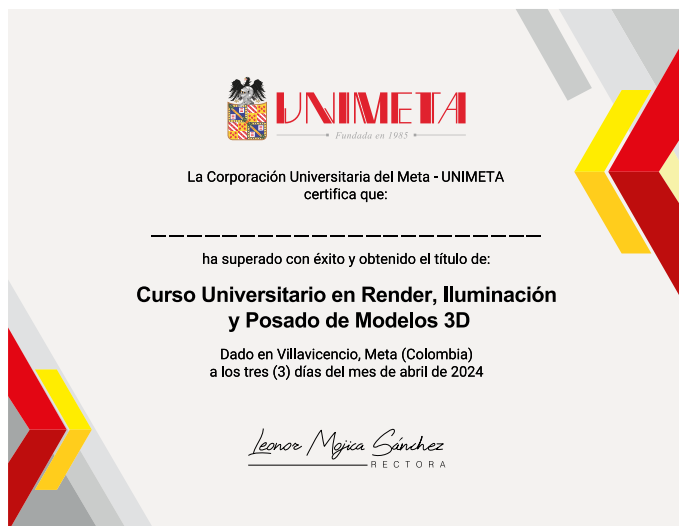 UNIMETA
Fundada en 1985
La Corporación Universitaria del Meta - UNIMETA
certifica que:
ha superado con éxito y obtenido el título de:
Curso Universitario en Render, Iluminación
y Posado de Modelos 3D
Dado en Villavicencio, Meta (Colombia)
a los tres (3) días del mes de abril de 2024
Leonor Mojica Sánchez
RECTORA